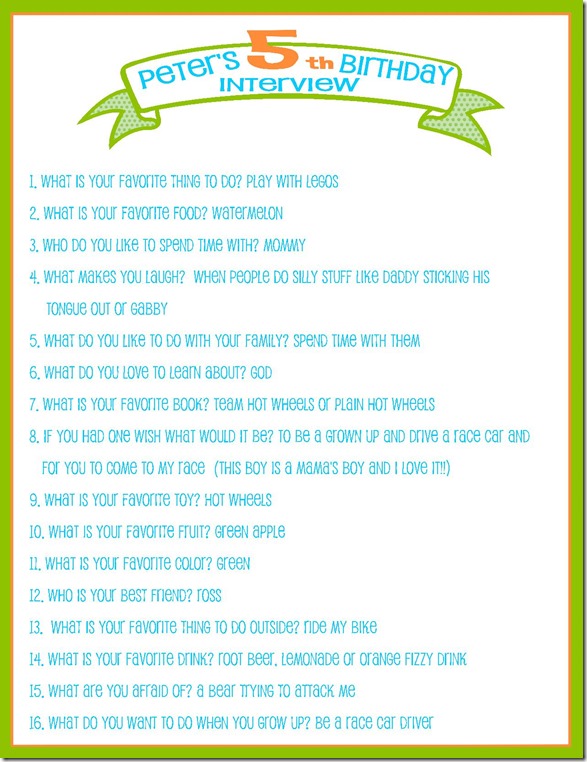 Peter's 5th Birthday
Interview
1. What is your favorite thing to do? Play with Legos
2. What is your favorite food? Watermelon
3. Who do you like to spend time with? Mommy
4. What makes you laugh? When people do silly stuff like Daddy sticking his
tongue out or Gabby
5. What do you like to do with your family? Spend time with them
6. What do you love to learn about? God
7. What is your favorite book? Team Hot Wheels or plain Hot Wheels
8. If you had one wish what would it be? To be a grown up and drive a race car and
for you to come to my race (This boy is a mama's boy and I love it!!)
9. What is your favorite toy? Hot Wheels
10. What is your favorite fruit? Green apple
11. What is your favorite color? Green
12. Who is your best friend? Ross
13. What is your favorite thing to do outside? Ride my bike
14. What is your favorite drink? Root beer, lemonade or orange fizzy drink
15. What are you afraid of? A bear trying to attack me
16. What do you want to do when you grow up? Be a race car driver